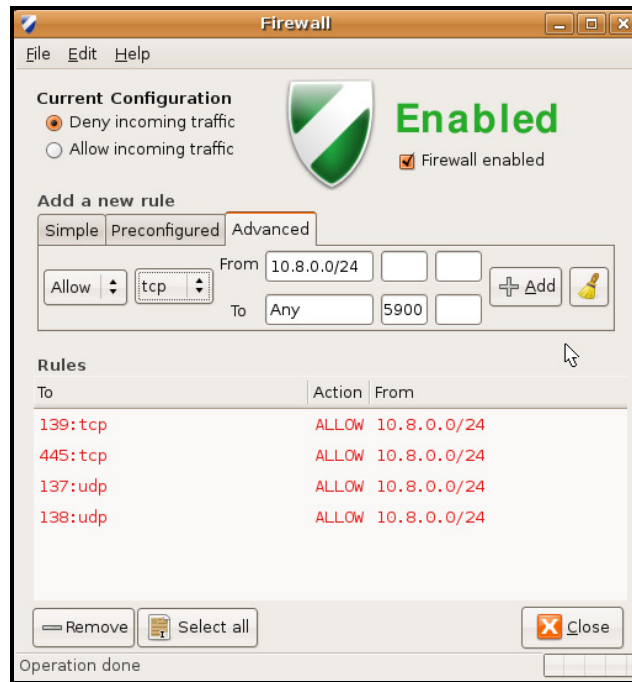 Firewall
File Edit Help
Current Configuration
Deny incoming traffic
Allow incoming traffic
Enabled
Firewall enabled
Add a new rule
Simple Preconfigured Advanced
Allow tcp
From 10.8.0.0/24
Add
To Any 5900
Rules
To Action From
139:tcp ALLOW 10.8.0.0/24
445:tcp ALLOW 10.8.0.0/24
137:udp ALLOW 10.8.0.0/24
138:udp ALLOW 10.8.0.0/24
Remove Select all Close
Operation done